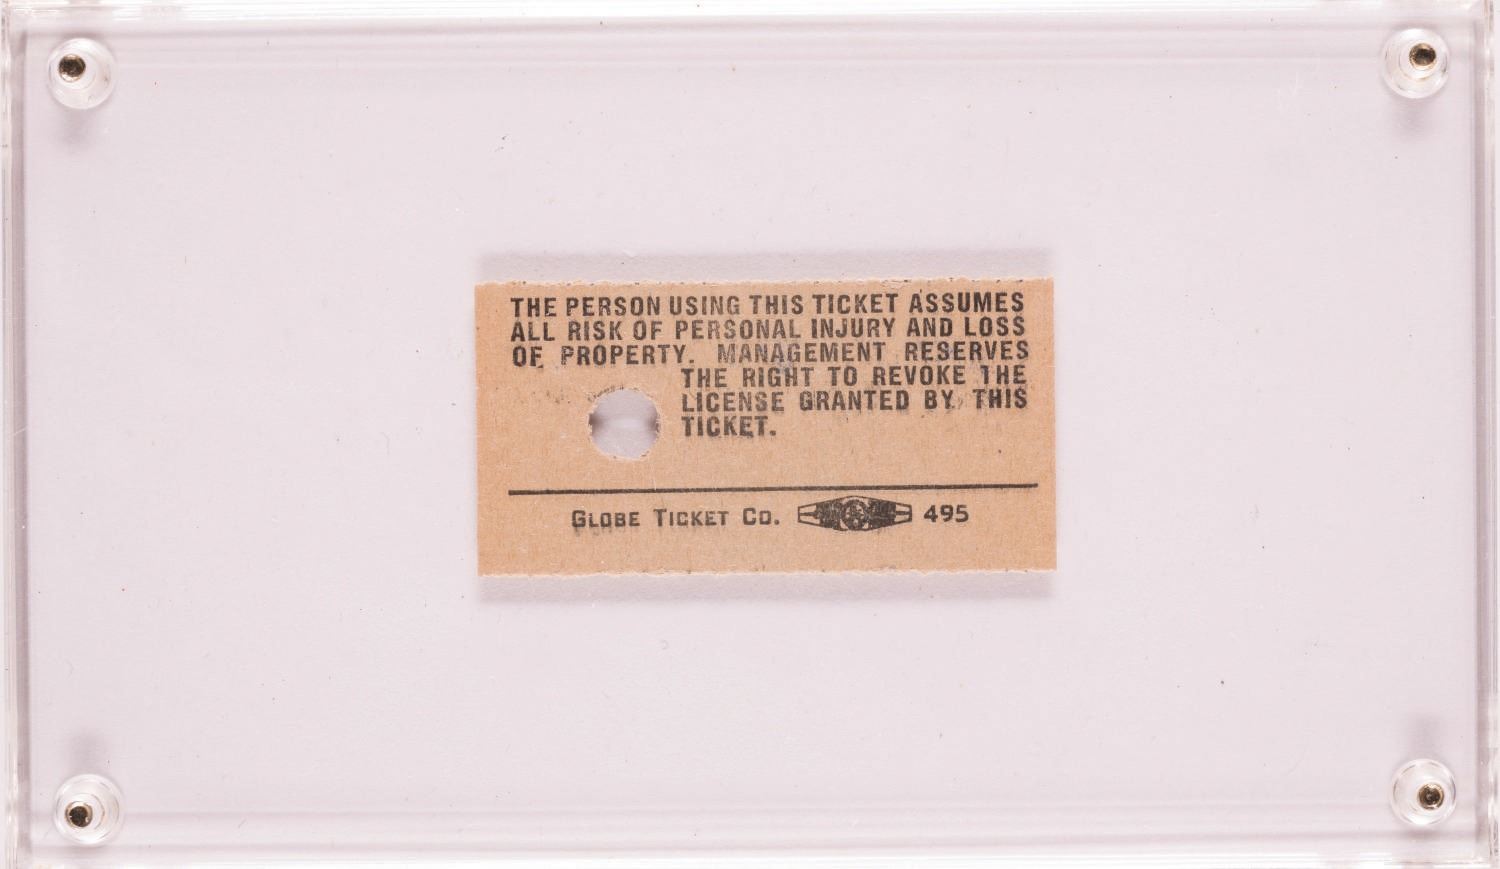 THE PERSON USING THIS TICKET ASSUMES
ALL RISK OF PERSONAL INJURY AND LOSS
OF PROPERTY. MANAGEMENT RESERVES
THE RIGHT TO REVOKE THE
LICENSE GRANTED BY THIS
TICKET.
GLOBE TICKET CO. 495